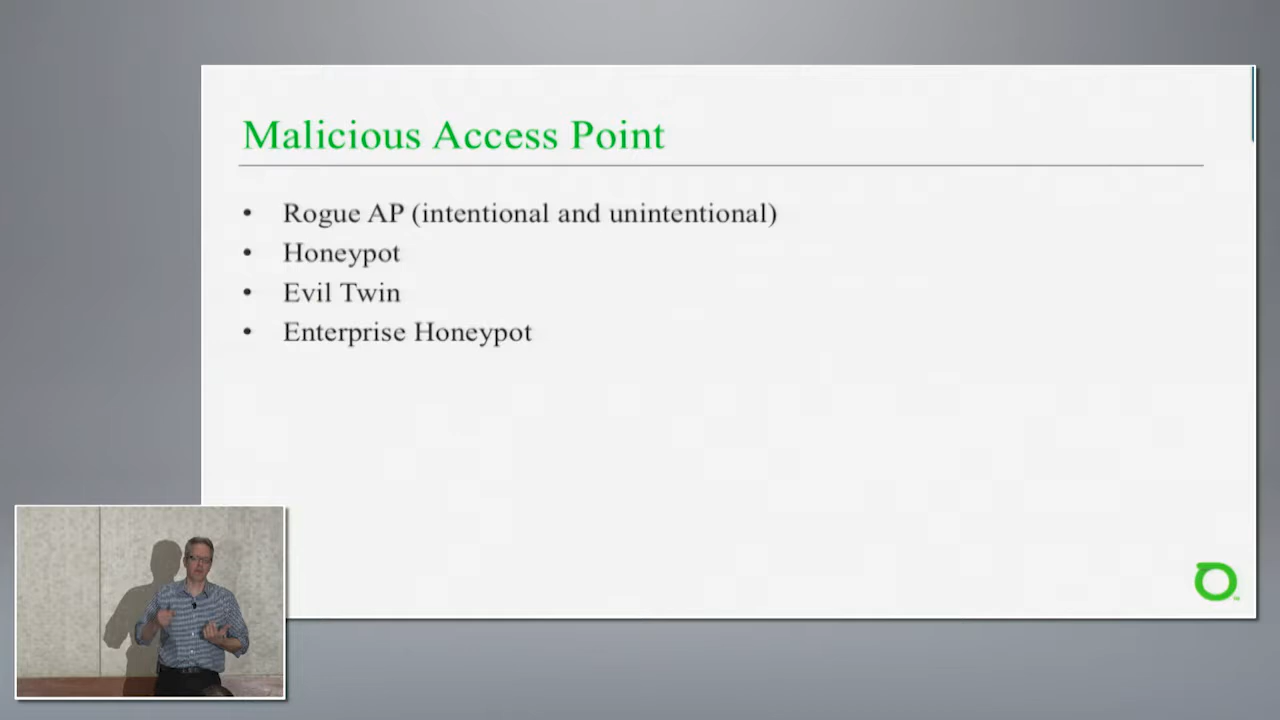 Malicious Access Point
• Rogue AP (intentional and unintentional)
• Honeypot
• Evil Twin
• Enterprise Honeypot